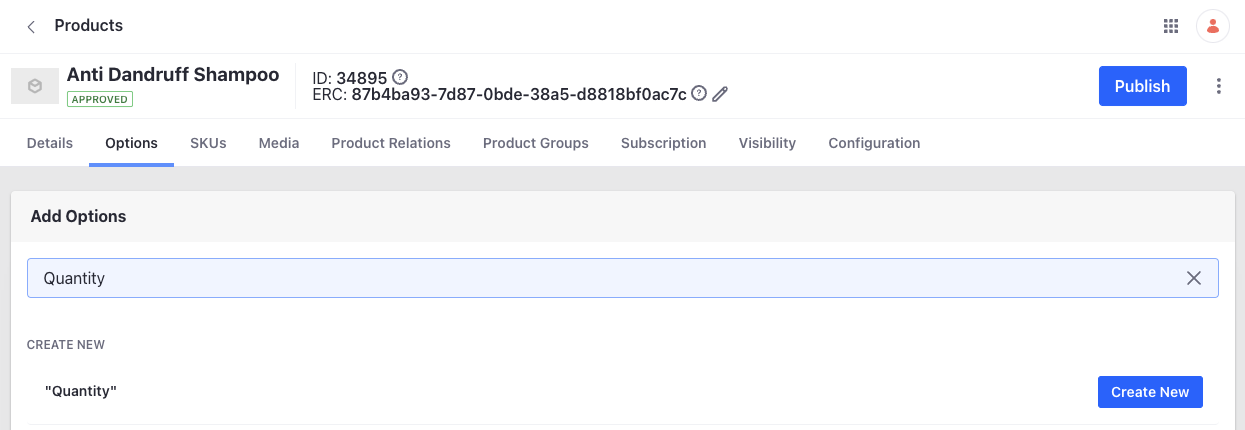 Products
Anti Dandruff Shampoo
APPROVED
ID: 34895
ERC: 87b4ba93-7d87-0bde-38a5-d8818bf0ac7c
Publish
Details Options SKUs Media Product Relations Product Groups Subscription Visibility Configuration
Add Options
Quantity
CREATE NEW
"Quantity" Create New